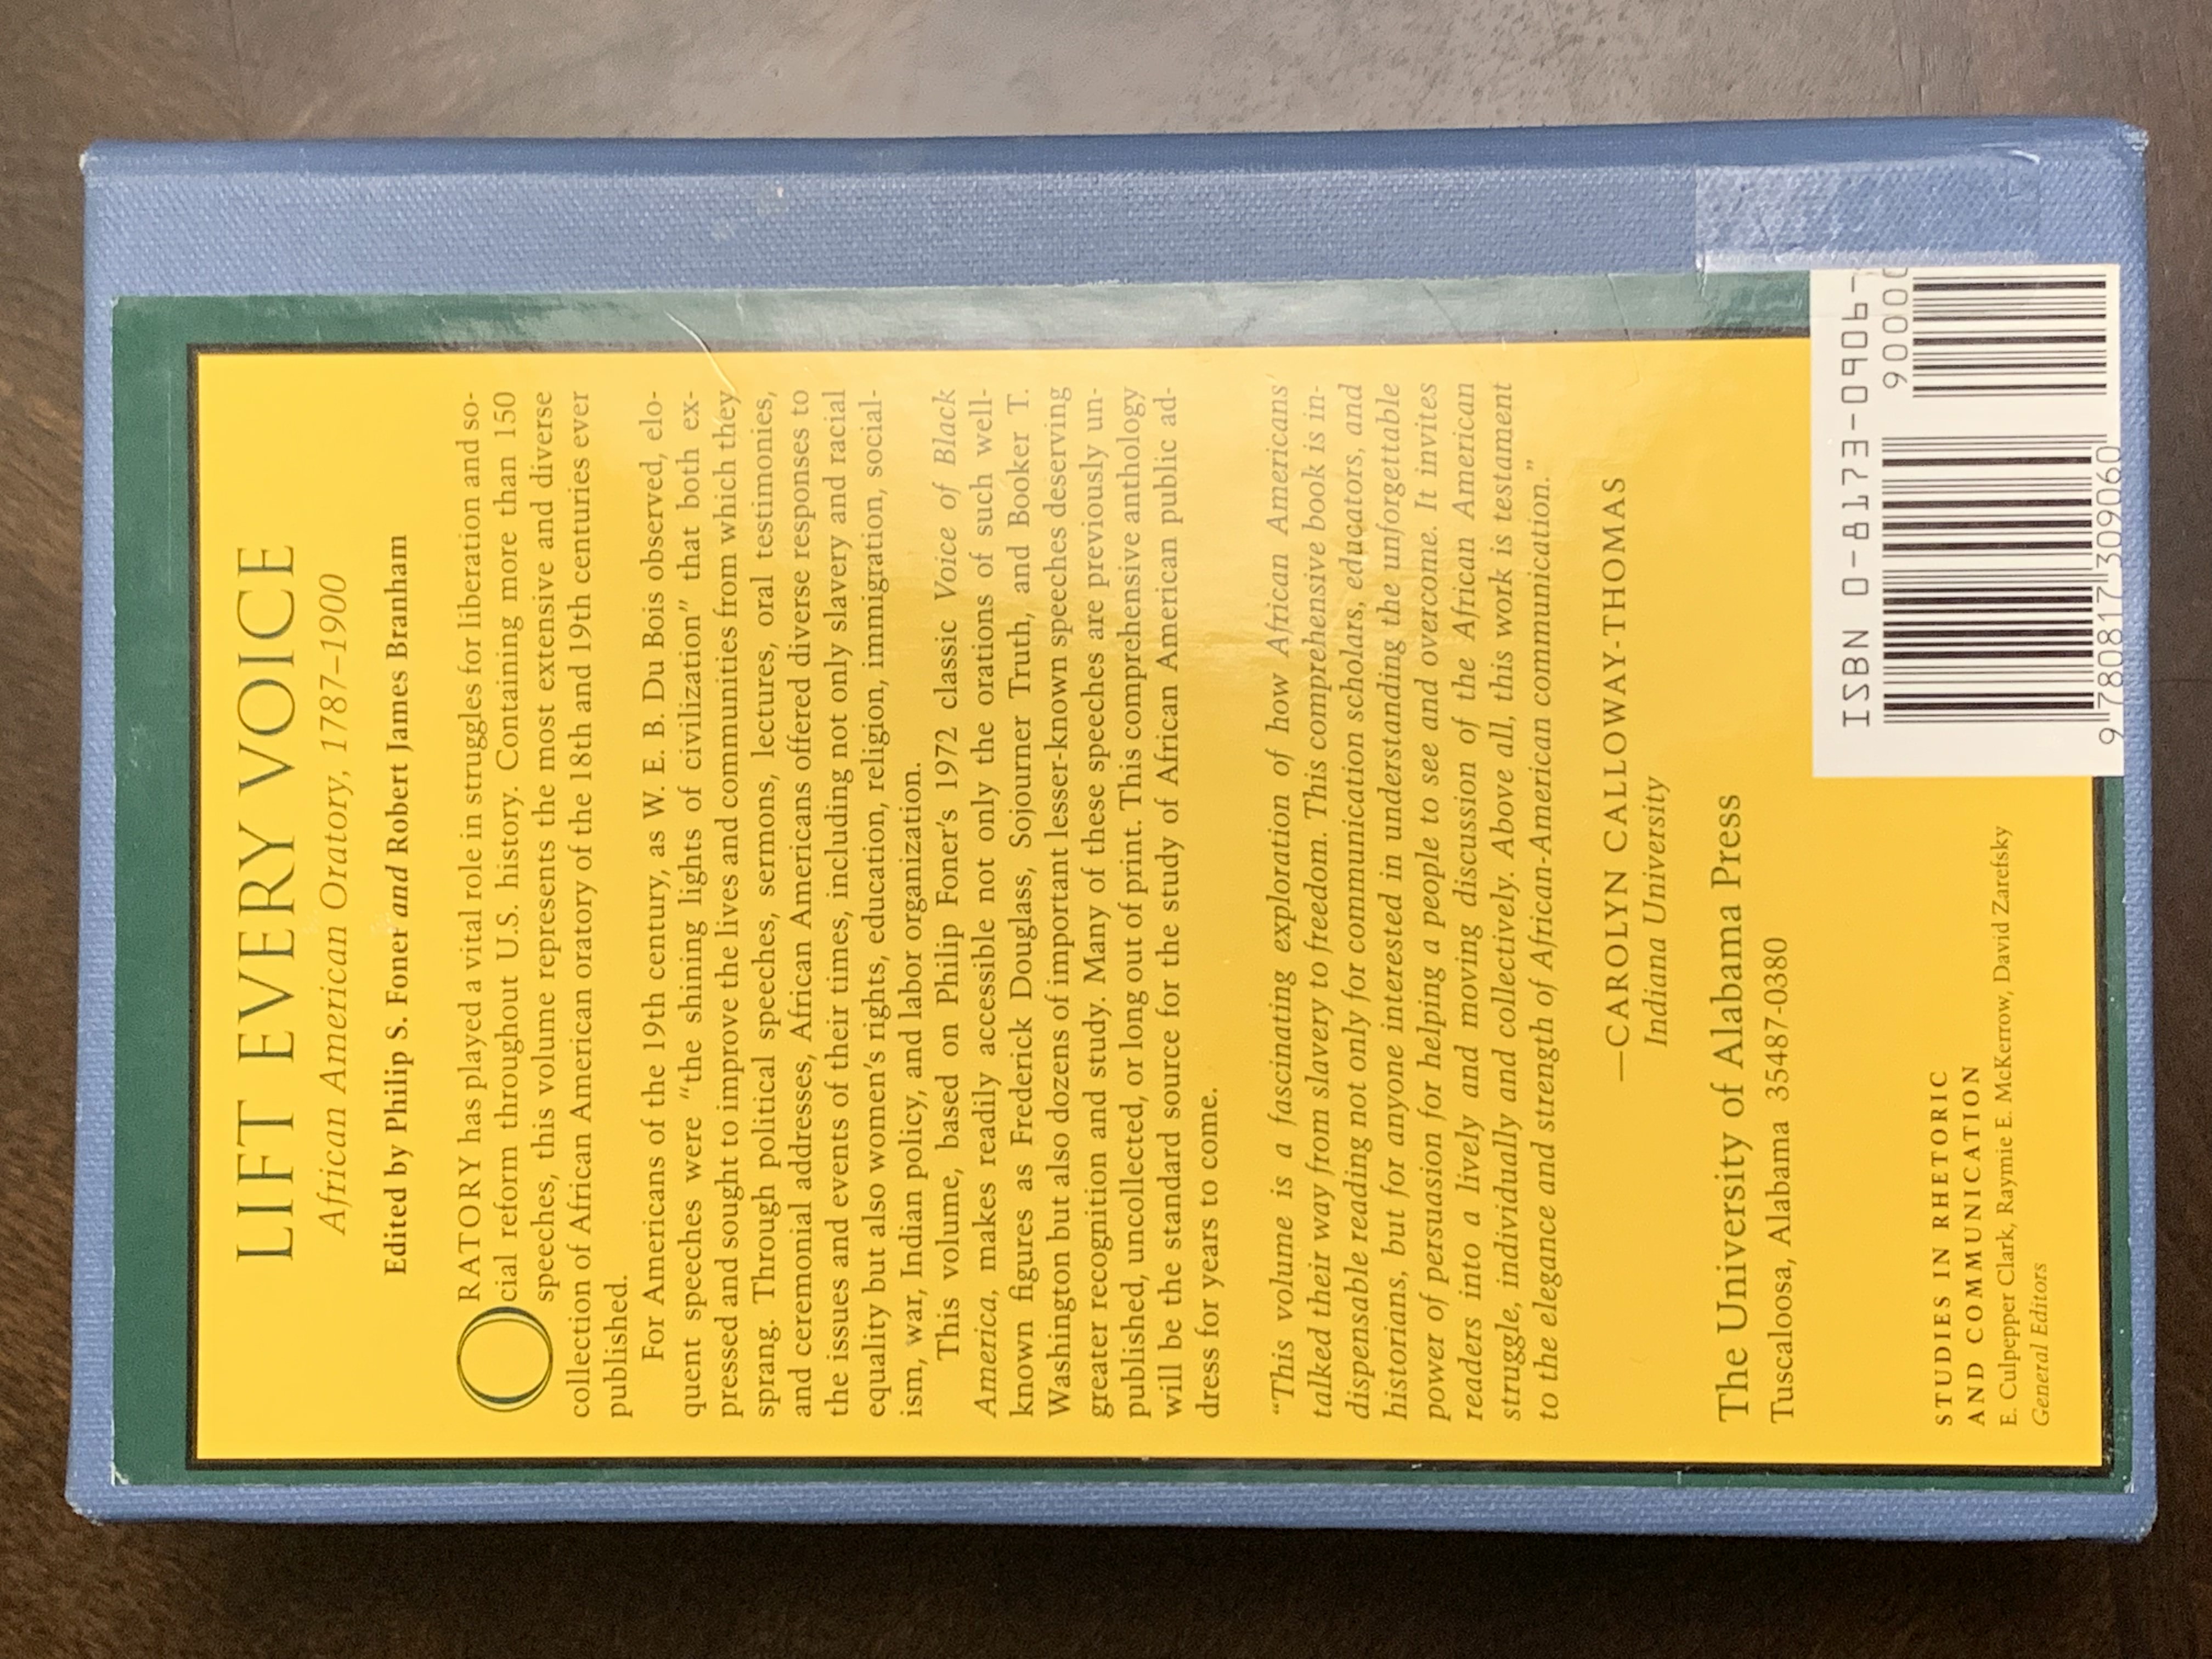 LIFT EVERY VOICE
African American Oratory, 1787–1900
Edited by Philip S. Foner and Robert James Branham
ORATORY has played a vital role in struggles for liberation and so-
cial reform throughout U.S. history. Containing more than 150
speeches, this volume represents the most extensive and diverse
collection of African American oratory of the 18th and 19th centuries ever
published.
For Americans of the 19th century, as W. E. B. Du Bois observed, elo-
quent speeches were “the shining lights of civilization” that both ex-
pressed and sought to improve the lives and communities from which they
sprang. Through political speeches, sermons, lectures, oral testimonies,
and ceremonial addresses, African Americans offered diverse responses to
the issues and events of their times, including not only slavery and racial
equality but also women’s rights, education, religion, immigration, social-
ism, war, Indian policy, and labor organization.
This volume, based on Philip Foner’s 1972 classic Voice of Black
America, makes readily accessible not only the orations of such well-
known figures as Frederick Douglass, Sojourner Truth, and Booker T.
Washington but also dozens of important lesser-known speeches deserving
greater recognition and study. Many of these speeches are previously un-
published, uncollected, or long out of print. This comprehensive anthology
will be the standard source for the study of African American public ad-
dress for years to come.
“This volume is a fascinating exploration of how African Americans
talked their way from slavery to freedom. This comprehensive book is in-
dispensable reading not only for communication scholars, educators, and
historians, but for anyone interested in understanding the unforgettable
power of persuasion for helping a people to see and overcome. It invites
readers into a lively and moving discussion of the African American
struggle, individually and collectively. Above all, this work is testament
to the elegance and strength of African-American communication.”
—CAROLYN CALLOWAY-THOMAS
Indiana University
The University of Alabama Press
Tuscaloosa, Alabama 35487-0380
STUDIES IN RHETORIC
AND COMMUNICATION
E. Culpepper Clark, Raymie E. McKerrow, David Zarefsky
General Editors
ISBN 0-8173-0906-
9000
9 780817 309060